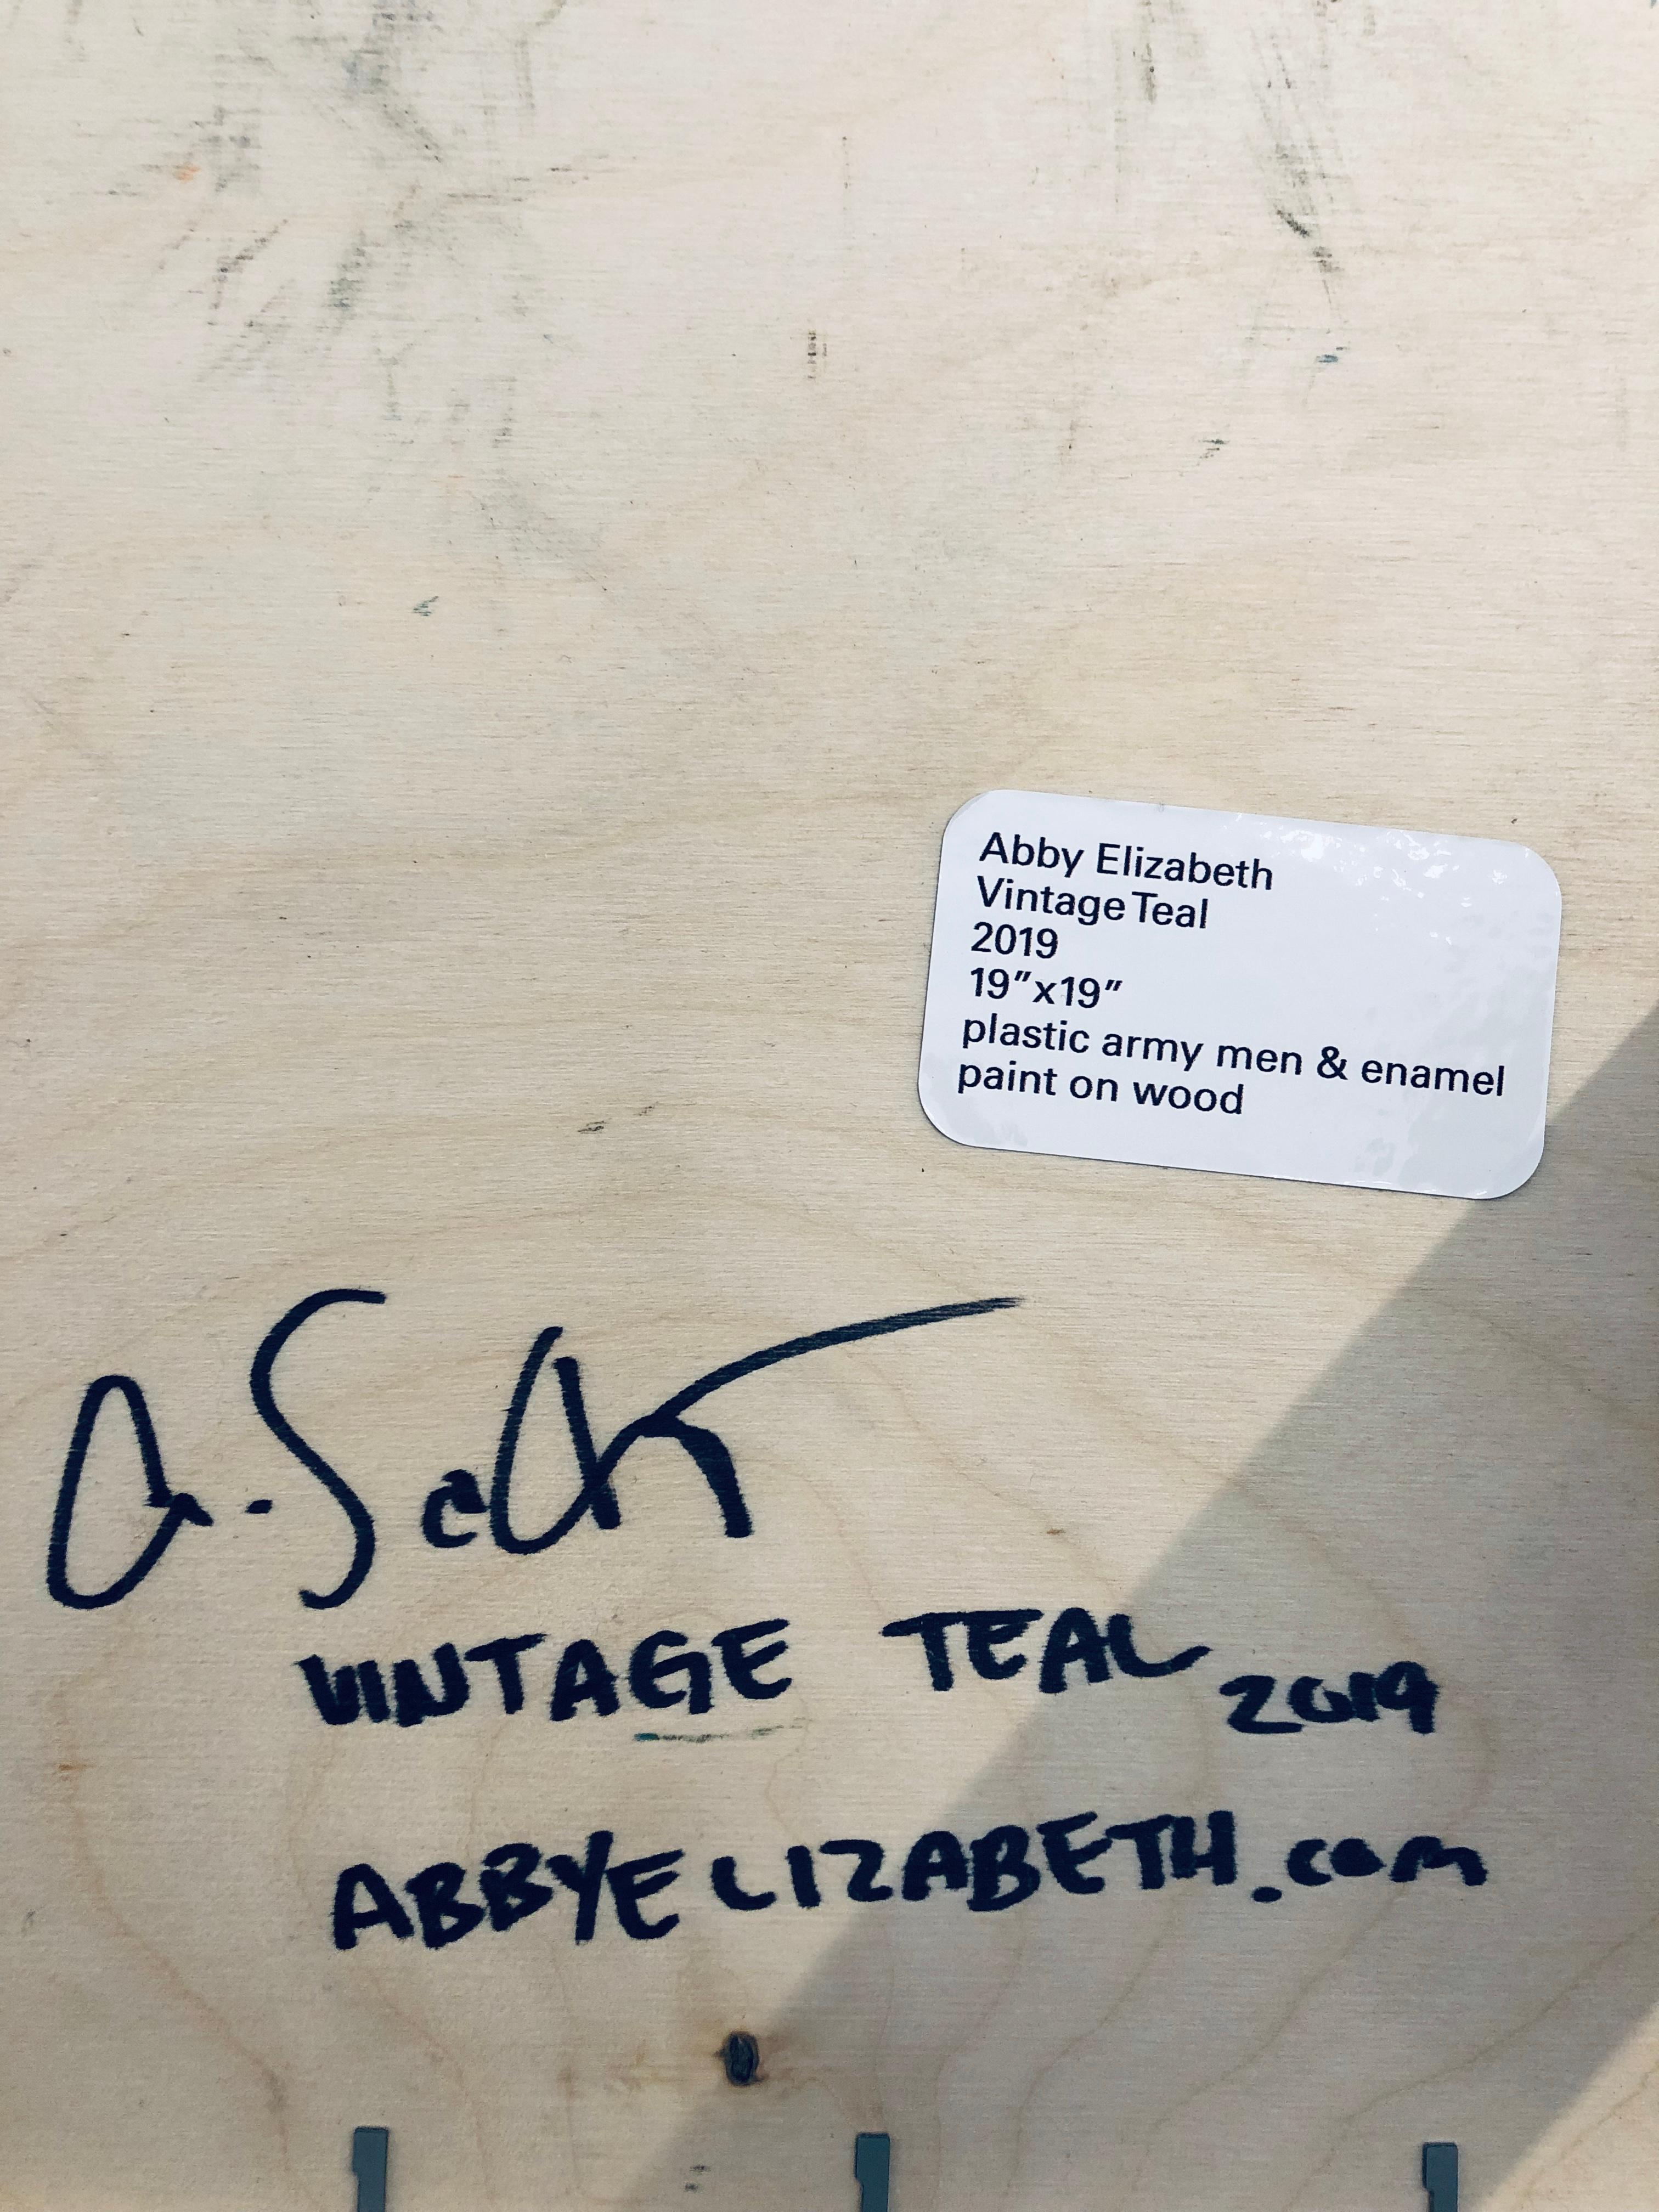 Abby Elizabeth
Vintage Teal
2019
19”x19”
plastic army men & enamel
paint on wood
VINTAGE TEAL 2019
ABBYELIZABETH.com